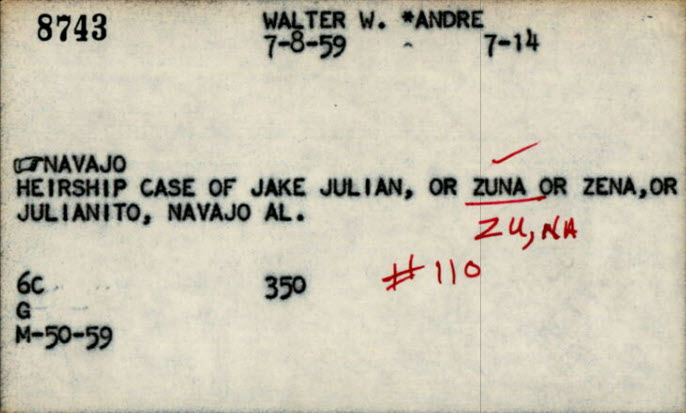 8743 WALTER W. *ANDRE
7-8-59 7-14
NAVAJO
HEIRSHIP CASE OF JAKE JULIAN, OR ZUNA OR ZENA,OR
JULIANITO, NAVAJO AL.
ZU,NA
#110
6C 350
G
M-50-59